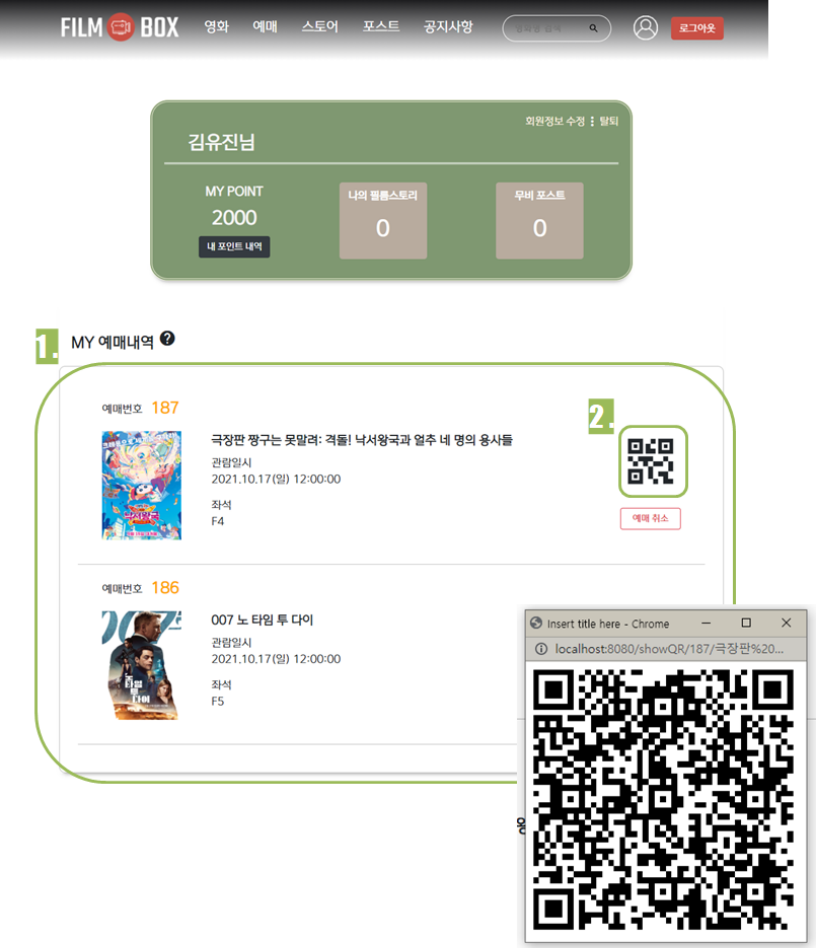 FILM BOX 영화 예매 스토어 포스트 공지사항 로그아웃
회원정보 수정 ⋮ 탈퇴
김유진님
MY POINT
2000
내 포인트 내역
나의 필름스토리
0
무비 포스트
0
1. MY 예매내역 ?
예매번호 187
낙서왕국
극장판 짱구는 못말려: 격돌! 낙서왕국과 얼추 네 명의 용사들
관람일시
2021.10.17(일) 12:00:00
좌석
F4
2.
예매 취소
예매번호 186
007
007 노 타임 투 다이
관람일시
2021.10.17(일) 12:00:00
좌석
F5
Insert title here - Chrome
localhost:8080/showQR/187/극장판%20...